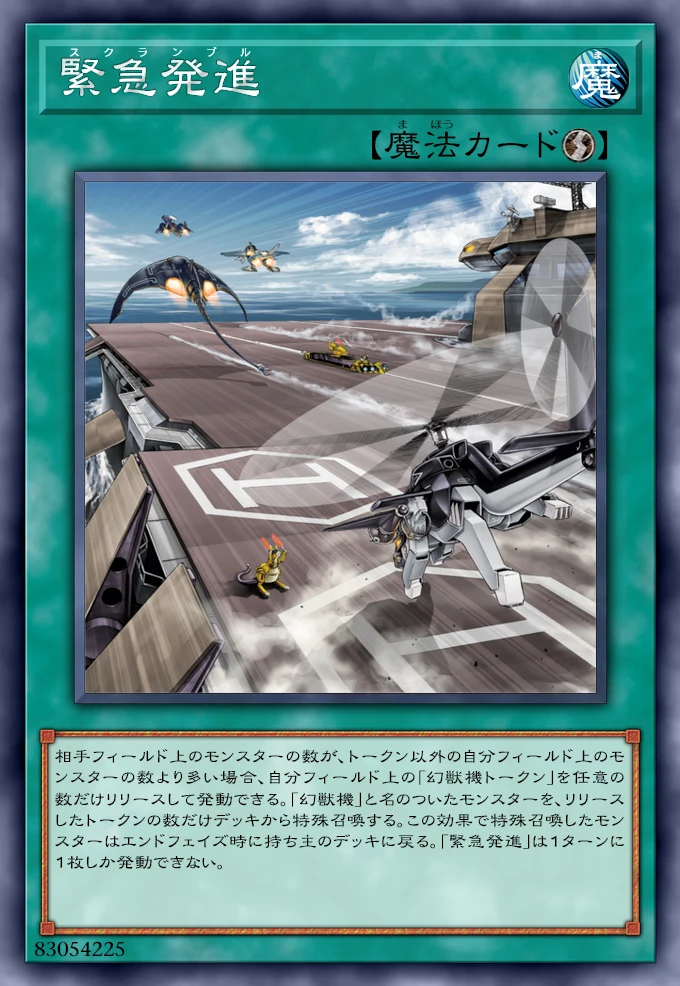 スクランブル
緊急発進
ま
魔
ま ほう
【魔法カード】
相手フィールド上のモンスターの数が、トークン以外の自分フィールド上のモ
ンスターの数より多い場合、自分フィールド上の「幻獣機トークン」を任意の
数だけリリースして発動できる。「幻獣機」と名のついたモンスターを、リリース
したトークンの数だけデッキから特殊召喚する。この効果で特殊召喚したモン
スターはエンドフェイズ時に持ち主のデッキに戻る。「緊急発進」は1ターンに
1枚しか発動できない。
83054225